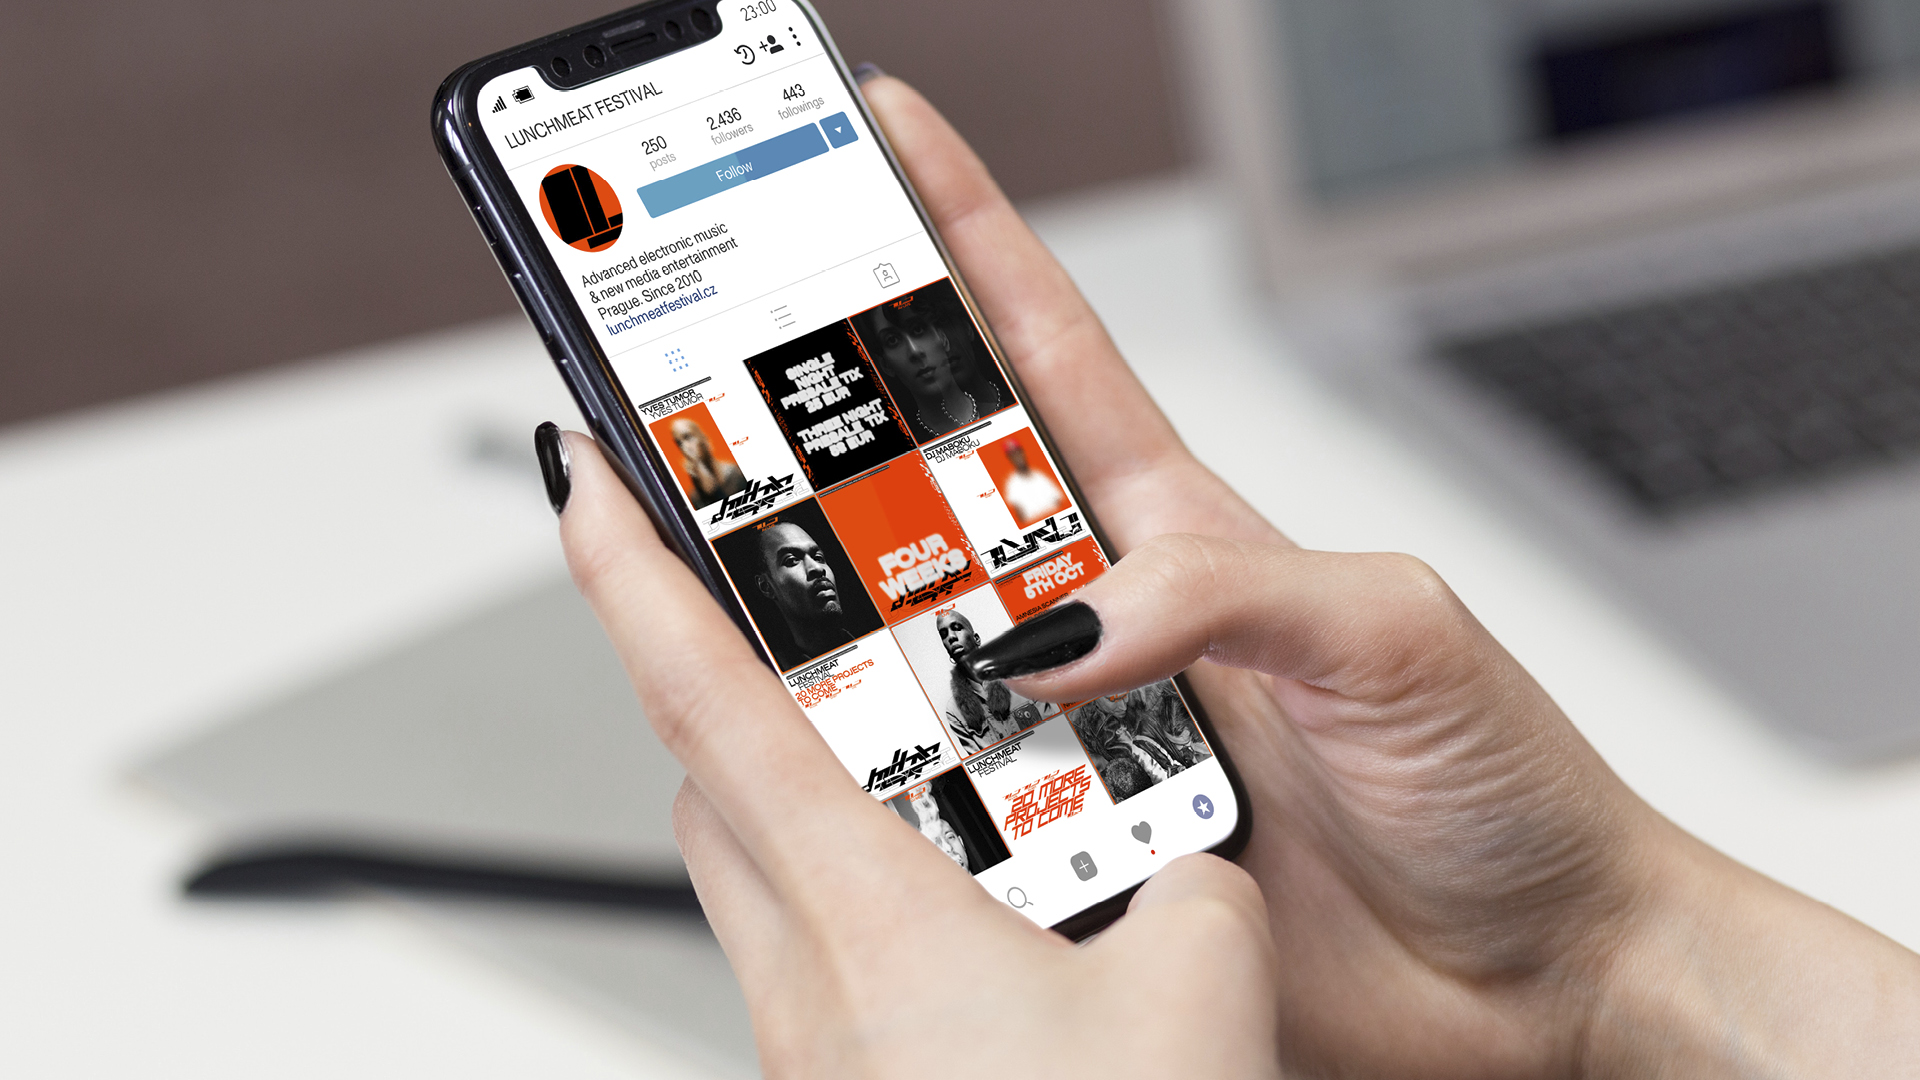 23:00
LUNCHMEAT FESTIVAL
250
posts
2.436
followers
443
followings
Follow
Advanced electronic music
& new media entertainment
Prague. Since 2010
lunchmeatfestival.cz
YVES TUMOR
YVES TUMOR
SINGLE
NIGHT
PRESALE TIX
25 EUR
THREE NIGHT
PRESALE TIX
DJ MABOKU
DJ MABOKU
FOUR
WEEKS
FRIDAY
5TH OCT
LUNCHMEAT
FESTIVAL
20 MORE PROJECTS
TO COME
LUNCHMEAT
FESTIVAL
20 MORE
PROJECTS
TO COME